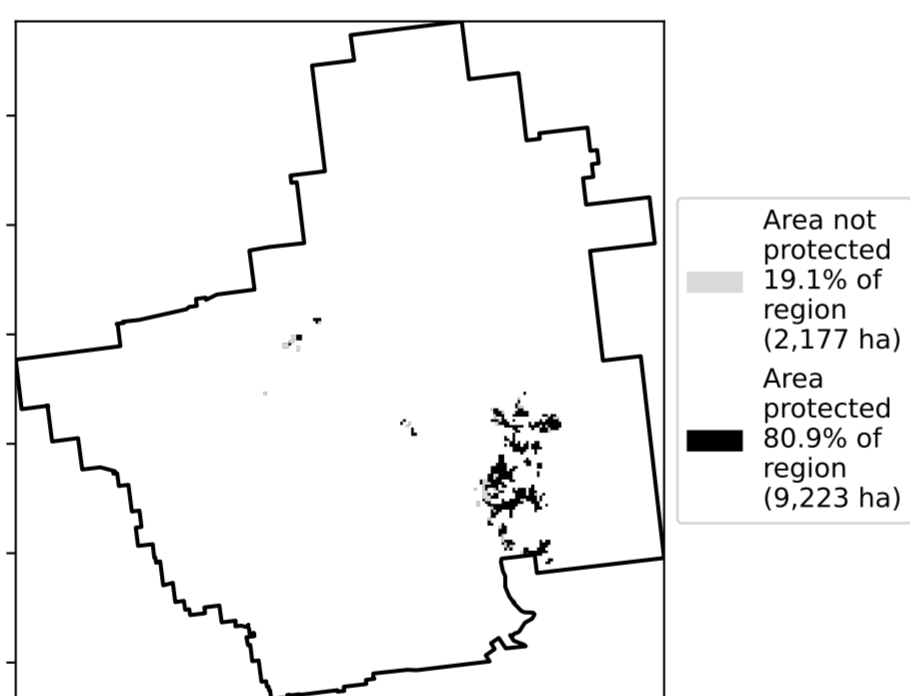 Area not
protected
19.1% of
region
(2,177 ha)
Area
protected
80.9% of
region
(9,223 ha)